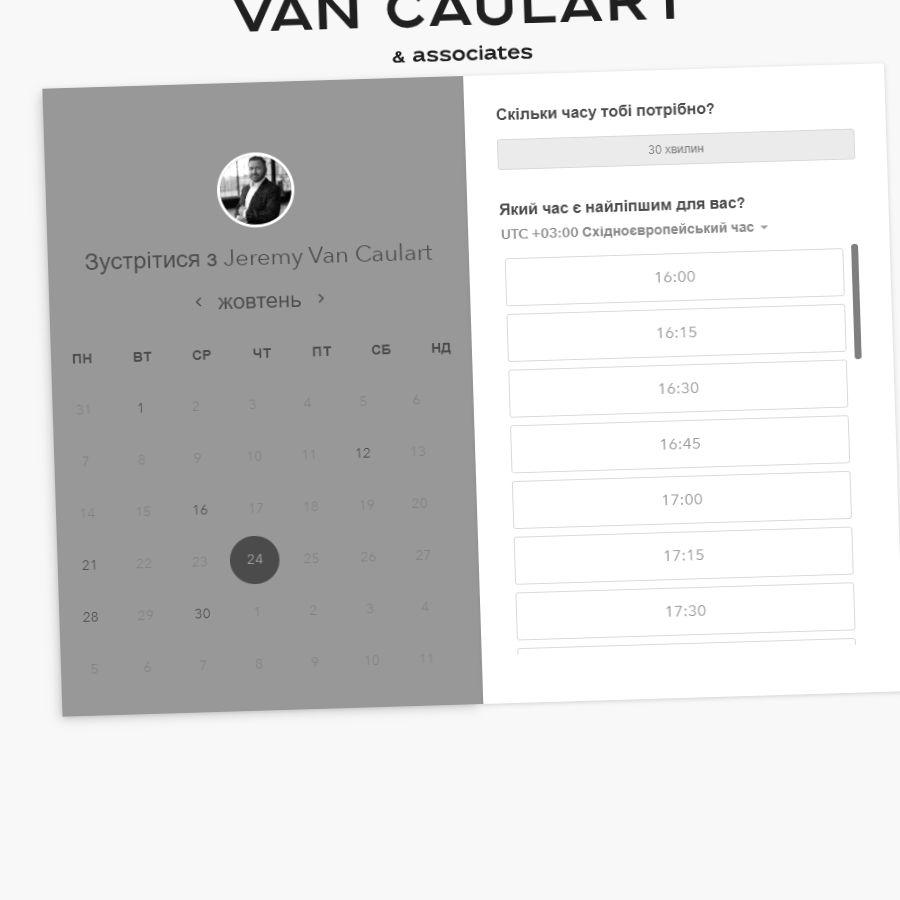 VAN CAULART
& associates
Зустрітися з Jeremy Van Caulart
жовтень
ПН ВТ СР ЧТ ПТ СБ НД
31 1 2 3 4 5 6
7 8 9 10 11 12 13
14 15 16 17 18 19 20
21 22 23 24 25 26 27
28 29 30 1 2 3 4
5 6 7 8 9 10 11
Скільки часу тобі потрібно?
30 хвилин
Який час є найліпшим для вас?
UTC +03:00 Східноєвропейський час
16:00
16:15
16:30
16:45
17:00
17:15
17:30